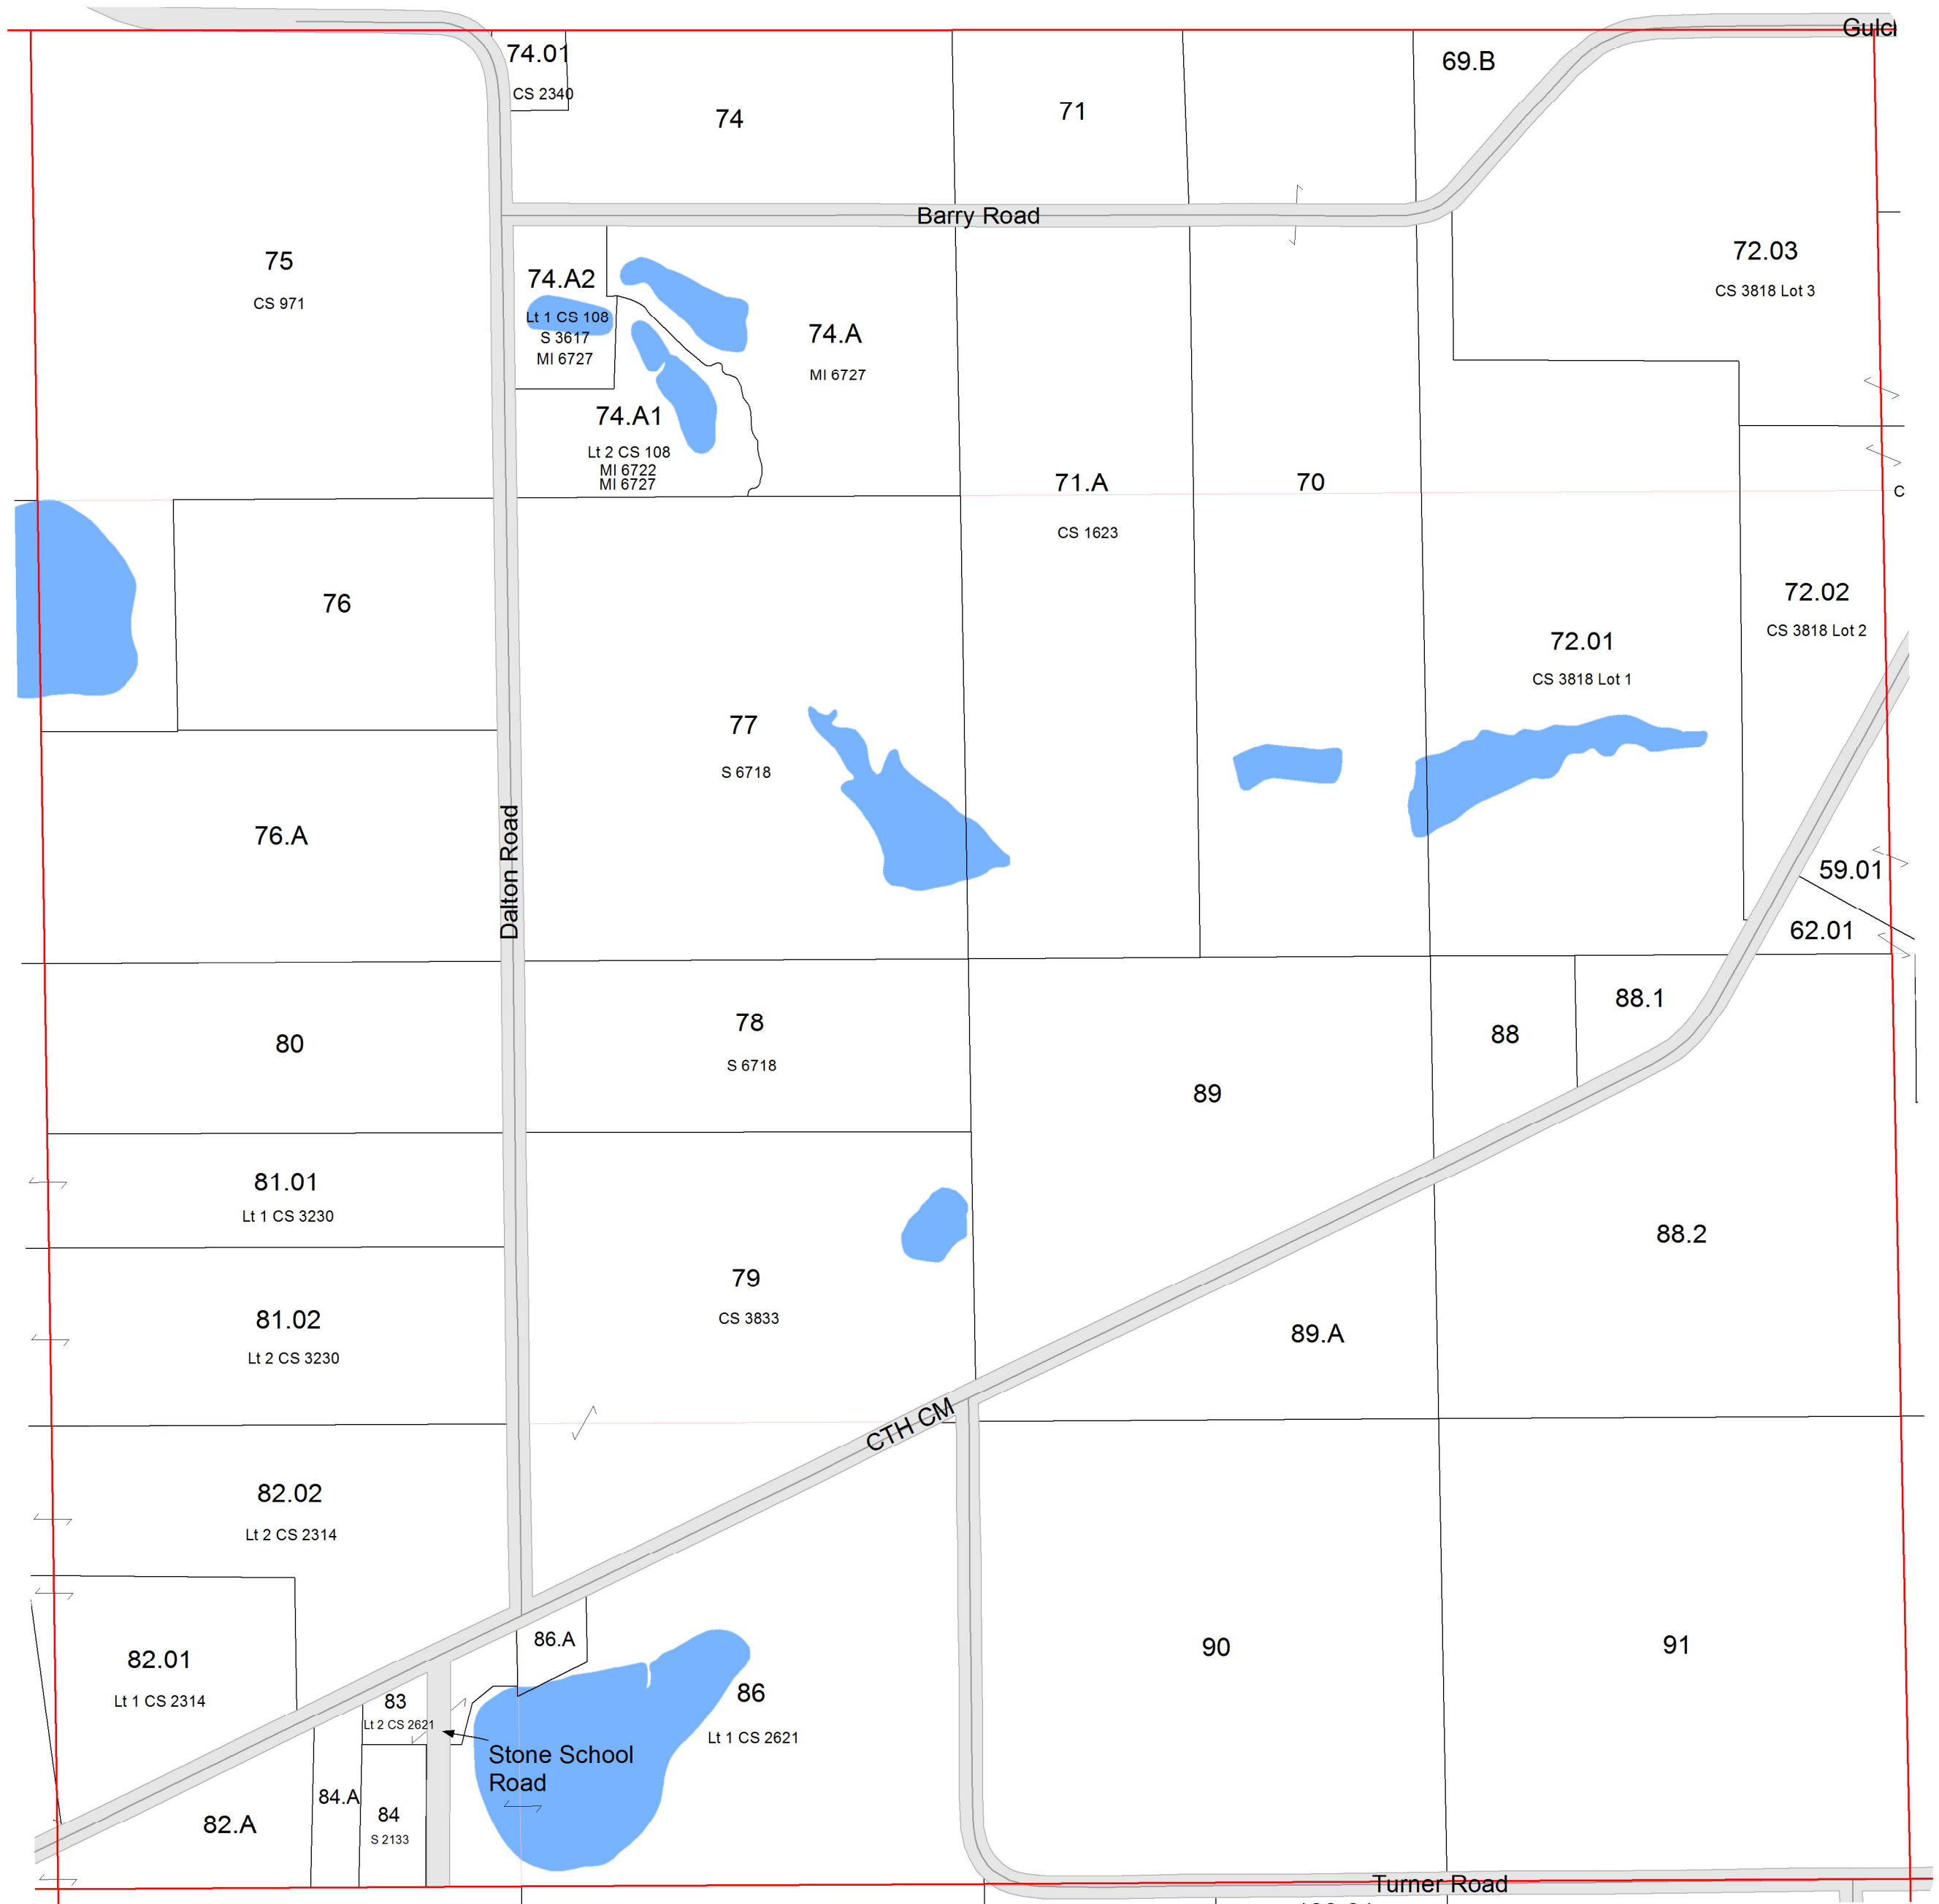 Gulc
74.01
CS 2340
74
71
69.B
Barry Road
75
CS 971
74.A2
Lt 1 CS 108
S 3617
MI 6727
74.A
MI 6727
72.03
CS 3818 Lot 3
74.A1
Lt 2 CS 108
MI 6722
MI 6727
71.A
CS 1623
70
C
76
72.02
CS 3818 Lot 2
72.01
CS 3818 Lot 1
77
S 6718
76.A
Dalton Road
59.01
62.01
80
78
S 6718
88
88.1
89
81.01
Lt 1 CS 3230
81.02
Lt 2 CS 3230
79
CS 3833
88.2
89.A
CTH CM
82.02
Lt 2 CS 2314
82.01
Lt 1 CS 2314
86.A
83
Lt 2 CS 2621
86
Lt 1 CS 2621
90
91
Stone School
Road
84.A
84
S 2133
82.A
Turner Road